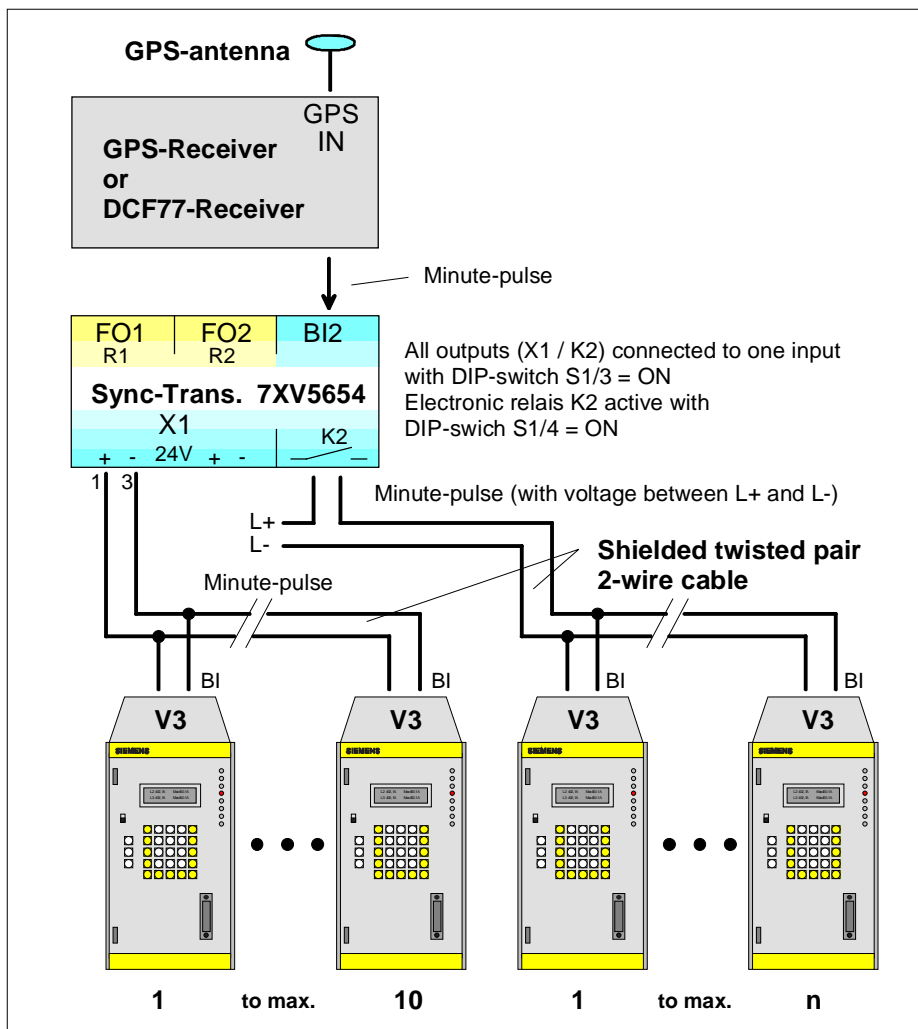 GPS-antenna
GPS
IN
GPS-Receiver
or
DCF77-Receiver
Minute-pulse
FO1 FO2 BI2
R1 R2
Sync-Trans. 7XV5654
X1
K2
+ - 24V + -
1 3
All outputs (X1 / K2) connected to one input
with DIP-switch S1/3 = ON
Electronic relais K2 active with
DIP-swich S1/4 = ON
Minute-pulse (with voltage between L+ and L-)
L+
L-
Shielded twisted pair
2-wire cable
Minute-pulse
BI BI BI BI
V3 V3 V3 V3
SIEMENS SIEMENS SIEMENS SIEMENS
1 to max. 10 1 to max. n